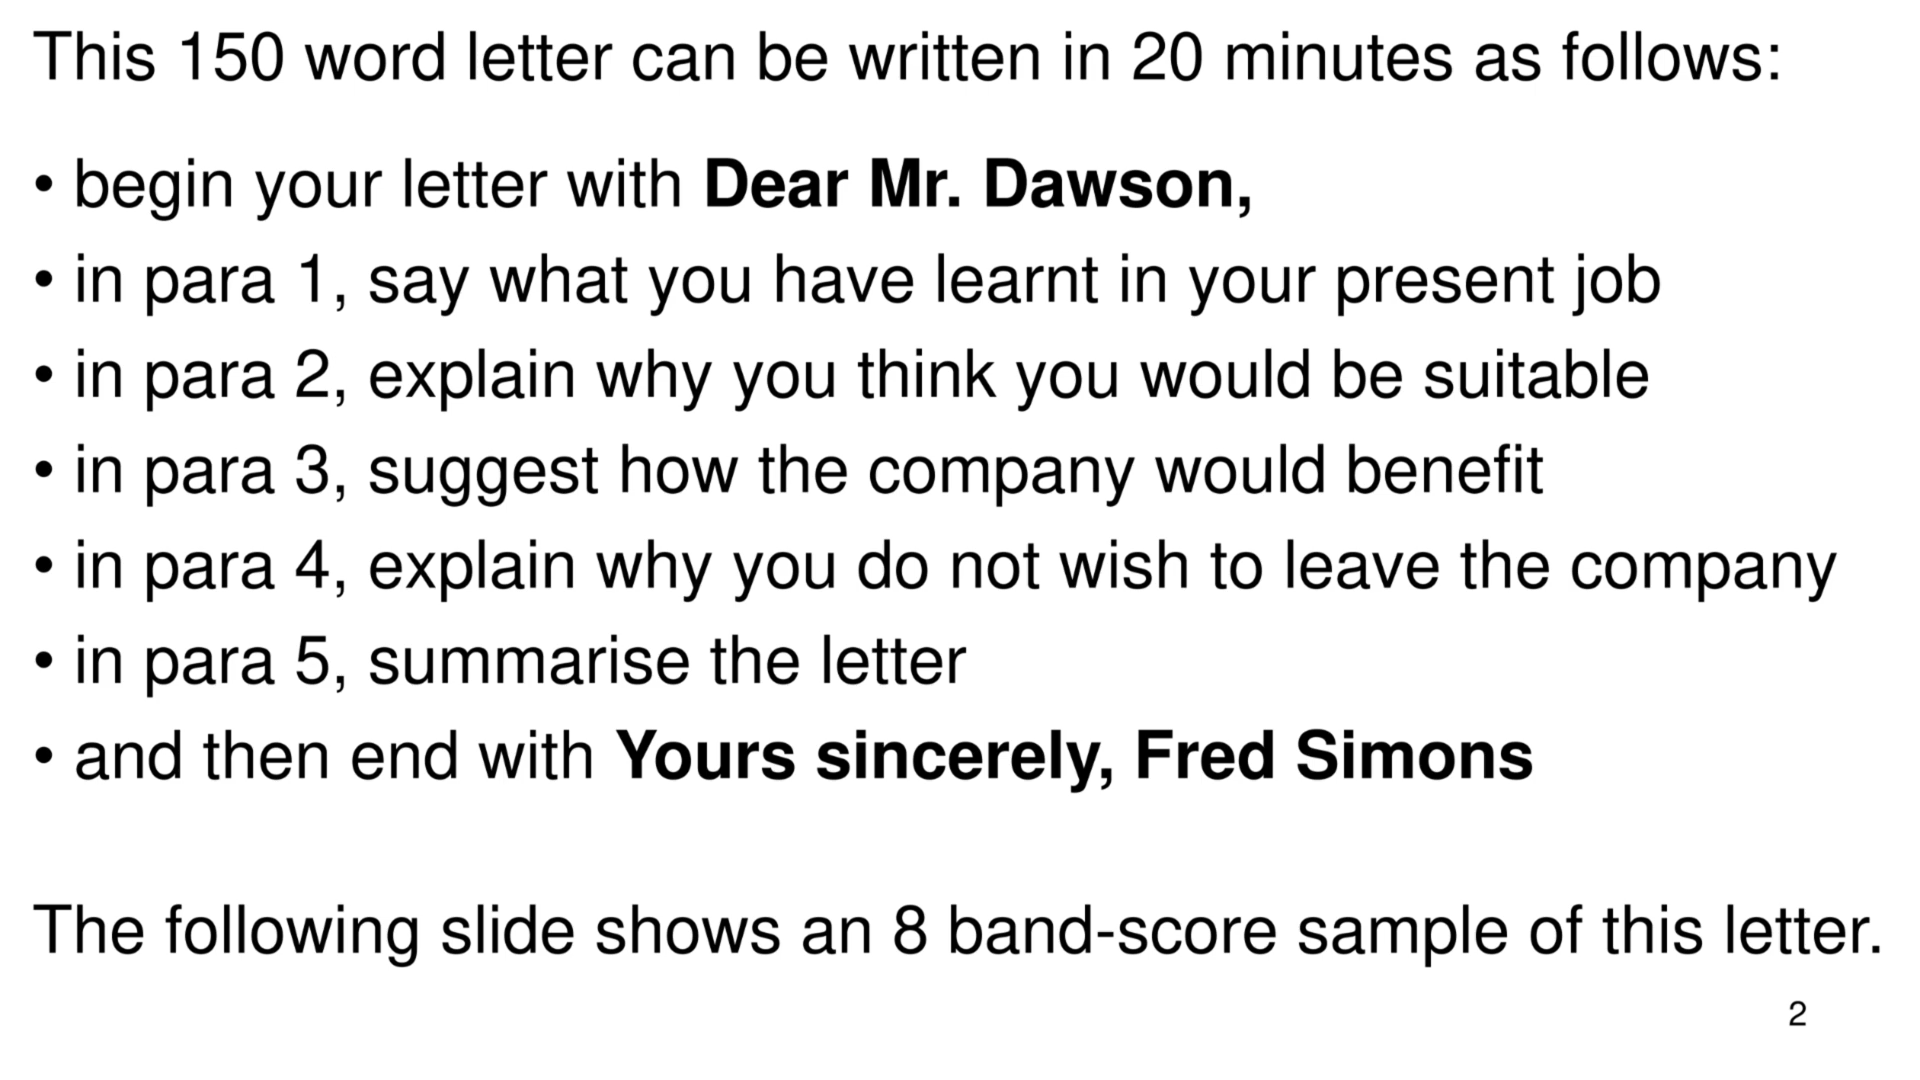 This 150 word letter can be written in 20 minutes as follows:
• begin your letter with Dear Mr. Dawson,
• in para 1, say what you have learnt in your present job
• in para 2, explain why you think you would be suitable
• in para 3, suggest how the company would benefit
• in para 4, explain why you do not wish to leave the company
• in para 5, summarise the letter
• and then end with Yours sincerely, Fred Simons
The following slide shows an 8 band-score sample of this letter.
2